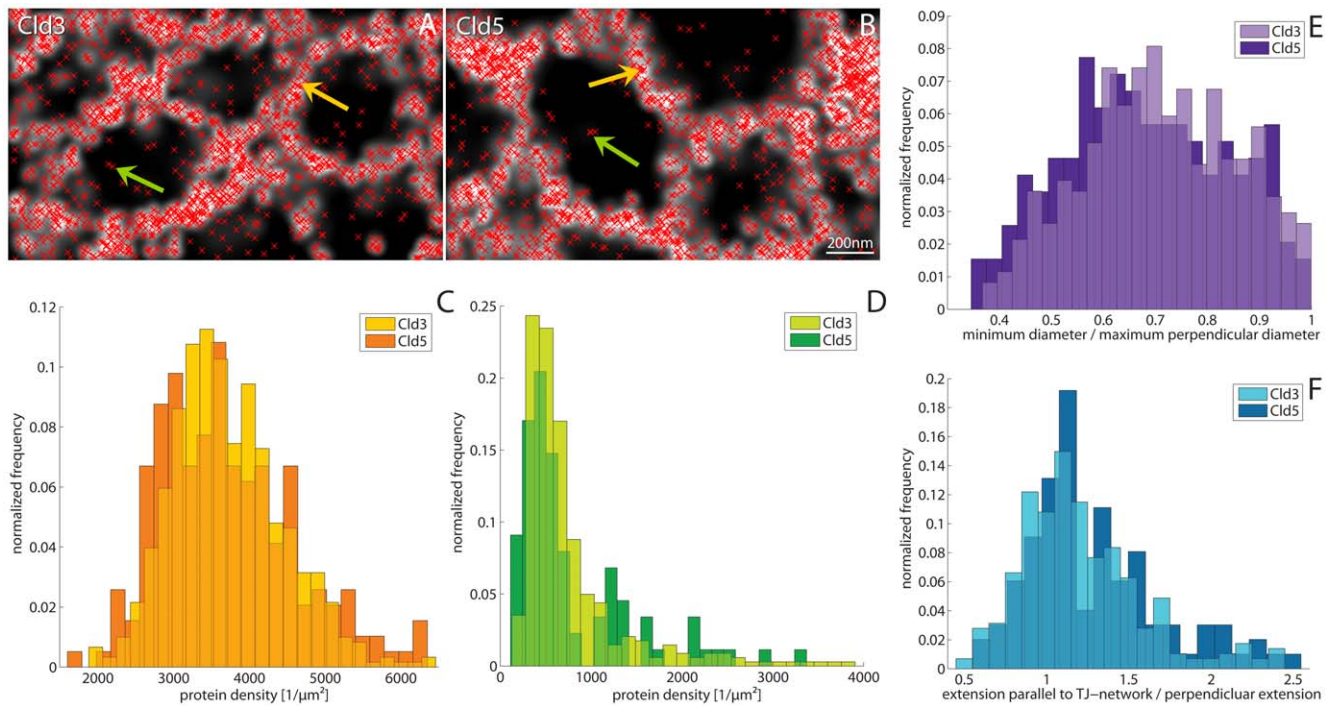 Cld3
A
Cld5
B
200nm
C
0.12
0.1
0.08
0.06
0.04
0.02
0
normalized frequency
Cld3
Cld5
2000 3000 4000 5000 6000
protein density [1/μm²]
D
0.25
0.2
0.15
0.1
0.05
0
normalized frequency
Cld3
Cld5
0 1000 2000 3000 4000
protein density [1/μm²]
E
0.09
0.08
0.07
0.06
0.05
0.04
0.03
0.02
0.01
0
normalized frequency
Cld3
Cld5
0.4 0.5 0.6 0.7 0.8 0.9 1
minimum diameter / maximum perpendicular diameter
F
0.2
0.18
0.16
0.14
0.12
0.1
0.08
0.06
0.04
0.02
0
normalized frequency
Cld3
Cld5
0.5 1 1.5 2 2.5
extension parallel to TJ−network / perpendicluar extension